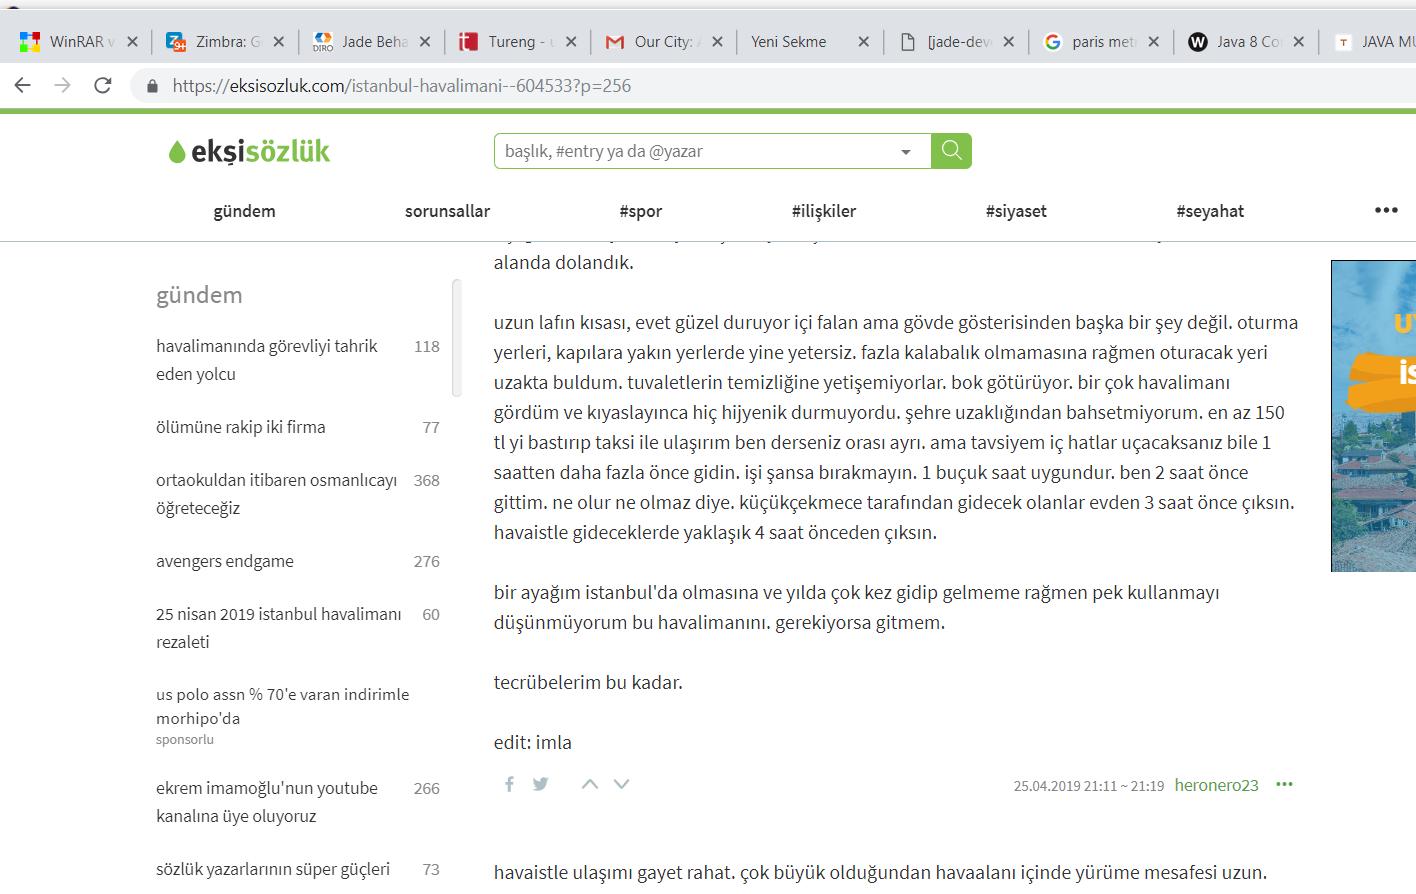 WinRAR v
Zimbra: G
Jade Beha
Tureng - u
Our City: A
Yeni Sekme
[jade-dev
paris metr
Java 8 Co
JAVA MU
https://eksisozluk.com/istanbul-havalimani--604533?p=256
ekşisözlük
başlık, #entry ya da @yazar
gündem
sorunsallar
#spor
#ilişkiler
#siyaset
#seyahat
gündem
havalimanında görevliyi tahrik 118
eden yolcu
ölümüne rakip iki firma 77
ortaokuldan itibaren osmanlıcayı 368
öğreteceğiz
avengers endgame 276
25 nisan 2019 istanbul havalimanı 60
rezaleti
us polo assn % 70'e varan indirimle
morhipo'da
sponsorlu
ekrem imamoğlu'nun youtube 266
kanalına üye oluyoruz
sözlük yazarlarının süper güçleri 73
alanda dolandık.
uzun lafın kısası, evet güzel duruyor içi falan ama gövde gösterisinden başka bir şey değil. oturma
yerleri, kapılara yakın yerlerde yine yetersiz. fazla kalabalık olmamasına rağmen oturacak yeri
uzakta buldum. tuvaletlerin temizliğine yetişemiyorlar. bok götürüyor. bir çok havalimanı
gördüm ve kıyaslayınca hiç hijyenik durmuyordu. şehre uzaklığından bahsetmiyorum. en az 150
tl yi bastırıp taksi ile ulaşırım ben derseniz orası ayrı. ama tavsiyem iç hatlar uçacaksanız bile 1
saatten daha fazla önce gidin. işi şansa bırakmayın. 1 buçuk saat uygundur. ben 2 saat önce
gittim. ne olur ne olmaz diye. küçükçekmece tarafından gidecek olanlar evden 3 saat önce çıksın.
havaistle gideceklerde yaklaşık 4 saat önceden çıksın.
bir ayağım istanbul'da olmasına ve yılda çok kez gidip gelmeme rağmen pek kullanmayı
düşünmüyorum bu havalimanını. gerekiyorsa gitmem.
tecrübelerim bu kadar.
edit: imla
25.04.2019 21:11 ~ 21:19 heronero23
havaistle ulaşımı gayet rahat. çok büyük olduğundan havaalanı içinde yürüme mesafesi uzun.